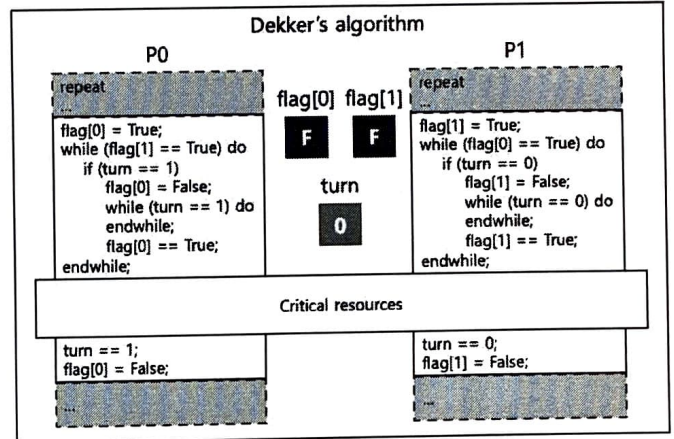 Dekker's algorithm
P0
repeat
...
flag[0] = True;
while (flag[1] == True) do
if (turn == 1)
flag[0] = False;
while (turn == 1) do
endwhile;
flag[0] == True;
endwhile;
flag[0] flag[1]
F F
turn
0
P1
repeat
...
flag[1] = True;
while (flag[0] == True) do
if (turn == 0)
flag[1] = False;
while (turn == 0) do
endwhile;
flag[1] == True;
endwhile;
Critical resources
turn == 1;
flag[0] = False;
...
turn == 0;
flag[1] = False;
...